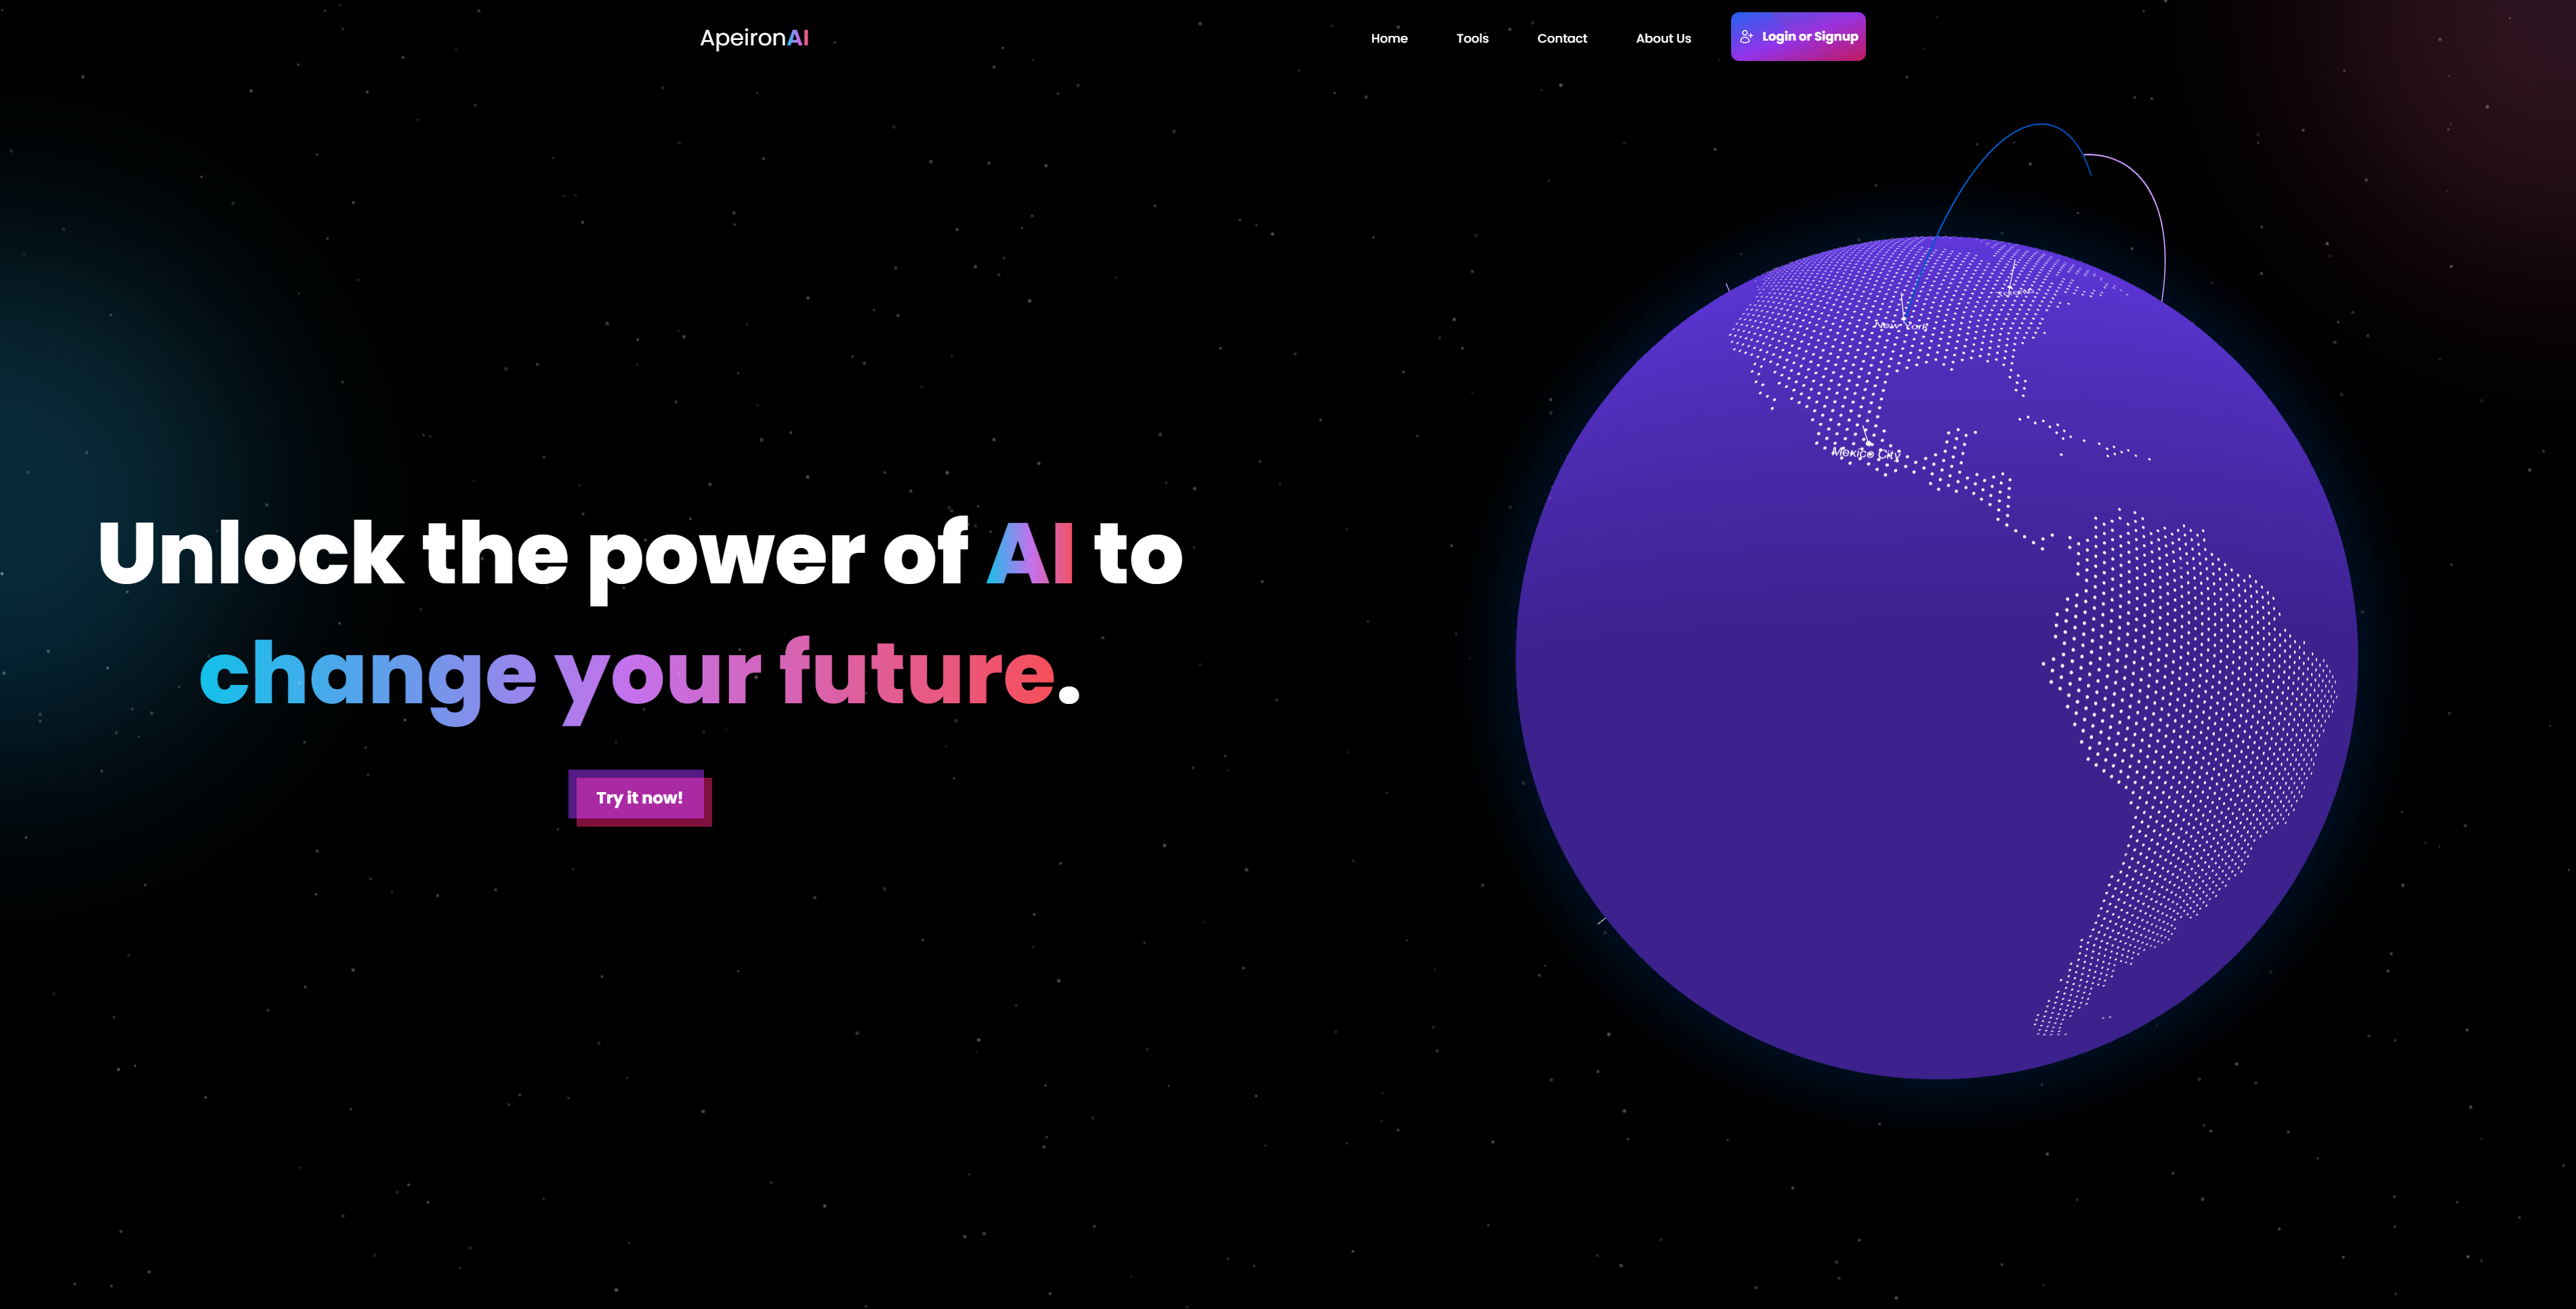 ApeironAI
Home
Tools
Contact
About Us
Login or Signup
Unlock the power of AI to
change your future.
Try it now!
New York
Mexico City